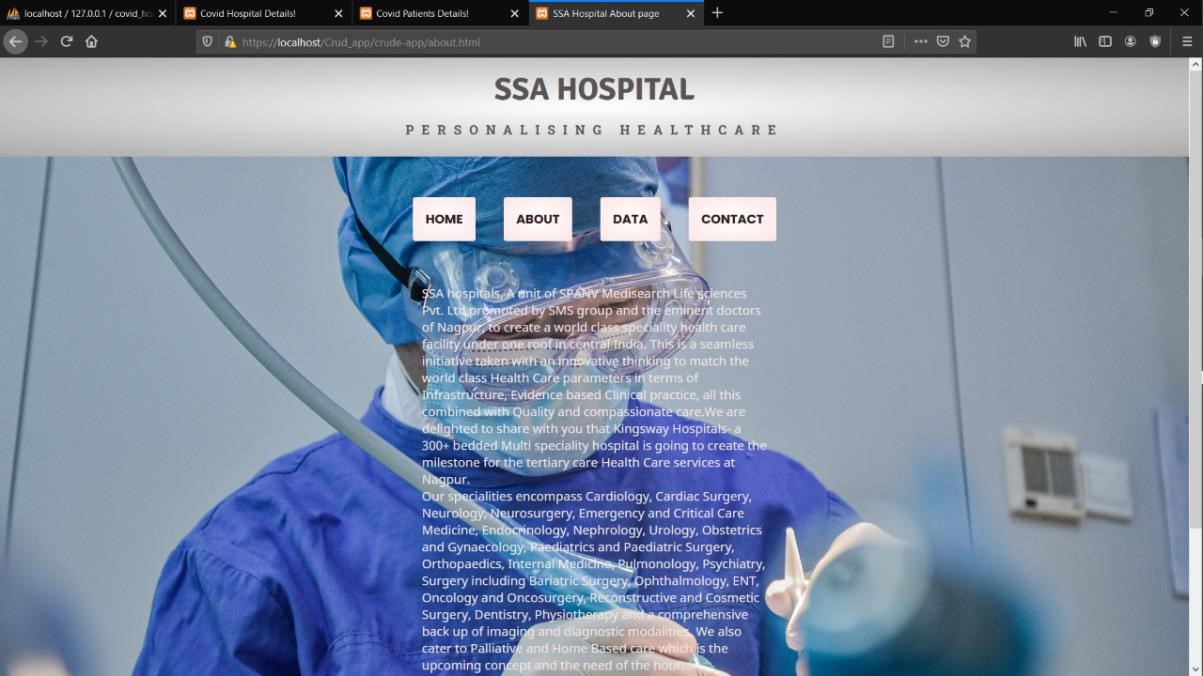 localhost / 127.0.0.1 / covid_ho
Covid Hospital Details!
Covid Patients Details!
SSA Hospital About page
https://localhost/Crud_app/crude-app/about.html
SSA HOSPITAL
PERSONALISING HEALTHCARE
HOME
ABOUT
DATA
CONTACT
SSA hospitals, A unit of SPANV Medisearch Life sciences
Pvt. Ltd promoted by SMS group and the eminent doctors
of Nagpur, to create a world class speciality health care
facility under one roof in central India. This is a seamless
initiative taken with an innovative thinking to match the
world class Health Care parameters in terms of
Infrastructure, Evidence based Clinical practice, all this
combined with Quality and compassionate care.We are
delighted to share with you that Kingsway Hospitals- a
300+ bedded Multi speciality hospital is going to create the
milestone for the tertiary care Health Care services at
Nagpur.
Our specialities encompass Cardiology, Cardiac Surgery,
Neurology, Neurosurgery, Emergency and Critical Care
Medicine, Endocrinology, Nephrology, Urology, Obstetrics
and Gynaecology, Paediatrics and Paediatric Surgery,
Orthopaedics, Internal Medicine, Pulmonology, Psychiatry,
Surgery including Bariatric Surgery, Ophthalmology, ENT,
Oncology and Oncosurgery, Reconstructive and Cosmetic
Surgery, Dentistry, Physiotherapy and a comprehensive
back up of imaging and diagnostic modalities. We also
cater to Palliative and Home Based care which is the
upcoming concept and the need of the hour.